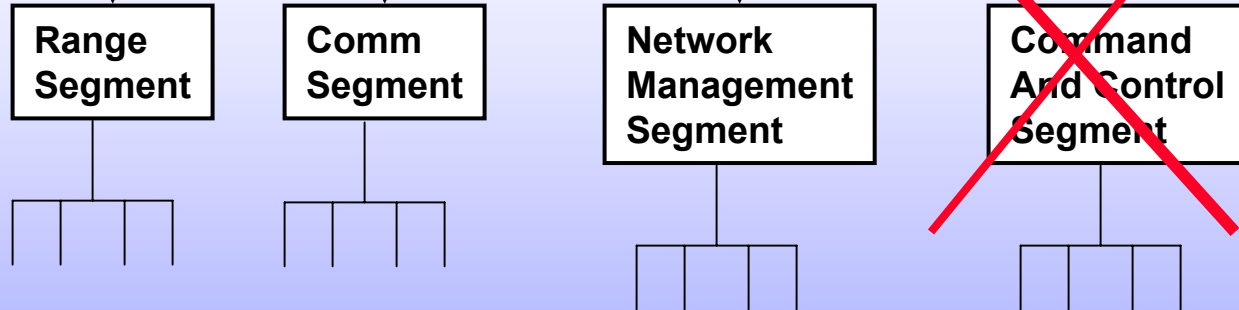 Range
Segment
Comm
Segment
Network
Management
Segment
Command
And Control
Segment